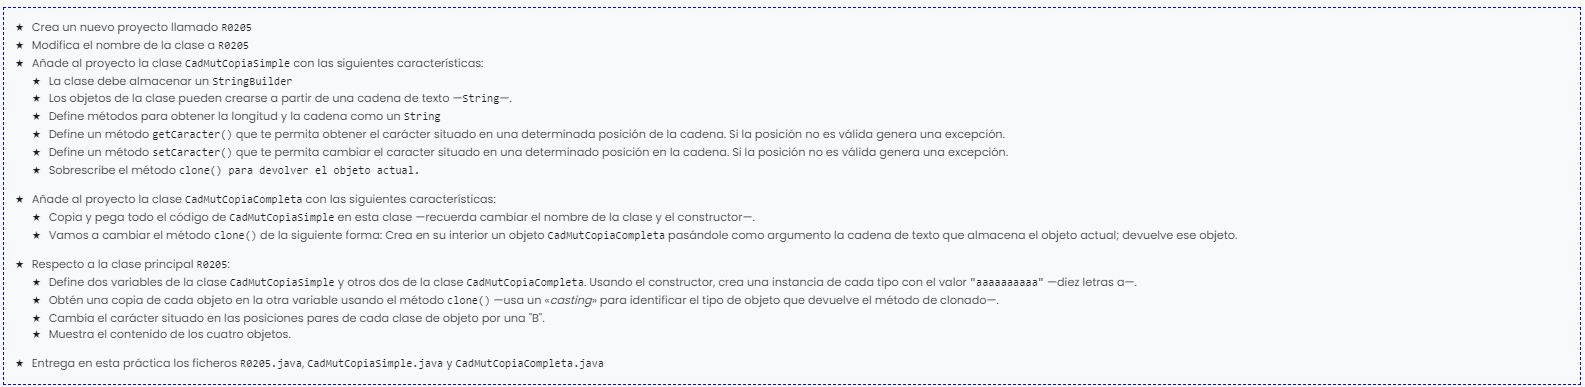 ★ Crea un nuevo proyecto llamado R0205
★ Modifica el nombre de la clase a R0205
★ Añade al proyecto la clase CadMutCopiaSimple con las siguientes características:
★ La clase debe almacenar un StringBuilder
★ Los objetos de la clase pueden crearse a partir de una cadena de texto —String—.
★ Define métodos para obtener la longitud y la cadena como un String
★ Define un método getCaracter() que te permita obtener el carácter situado en una determinada posición de la cadena. Si la posición no es válida genera una excepción.
★ Define un método setCaracter() que te permita cambiar el caracter situado en una determinado posición en la cadena. Si la posición no es válida genera una excepción.
★ Sobrescribe el método clone() para devolver el objeto actual.
★ Añade al proyecto la clase CadMutCopiaCompleta con las siguientes características:
★ Copia y pega todo el código de CadMutCopiaSimple en esta clase —recuerda cambiar el nombre de la clase y el constructor—.
★ Vamos a cambiar el método clone() de la siguiente forma: Crea en su interior un objeto CadMutCopiaCompleta pasándole como argumento la cadena de texto que almacena el objeto actual; devuelve ese objeto.
★ Respecto a la clase principal R0205:
★ Define dos variables de la clase CadMutCopiaSimple y otros dos de la clase CadMutCopiaCompleta. Usando el constructor, crea una instancia de cada tipo con el valor "aaaaaaaaaa" —diez letras a—.
★ Obtén una copia de cada objeto en la otra variable usando el método clone() —usa un «casting» para identificar el tipo de objeto que devuelve el método de clonado—.
★ Cambia el carácter situado en las posiciones pares de cada clase de objeto por una "B".
★ Muestra el contenido de los cuatro objetos.
★ Entrega en esta práctica los ficheros R0205.java, CadMutCopiaSimple.java y CadMutCopiaCompleta.java